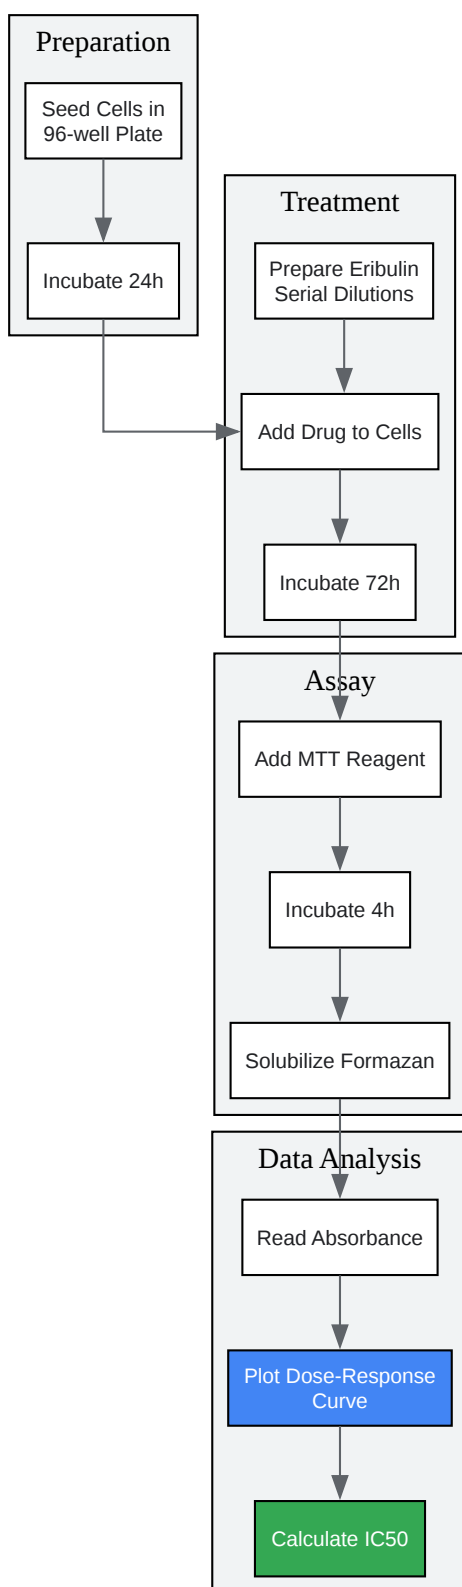 Preparation
Seed Cells in
96-well Plate
Incubate 24h
Treatment
Prepare Eribulin
Serial Dilutions
Add Drug to Cells
Incubate 72h
Assay
Add MTT Reagent
Incubate 4h
Solubilize Formazan
Data Analysis
Read Absorbance
Plot Dose-Response
Curve
Calculate IC50